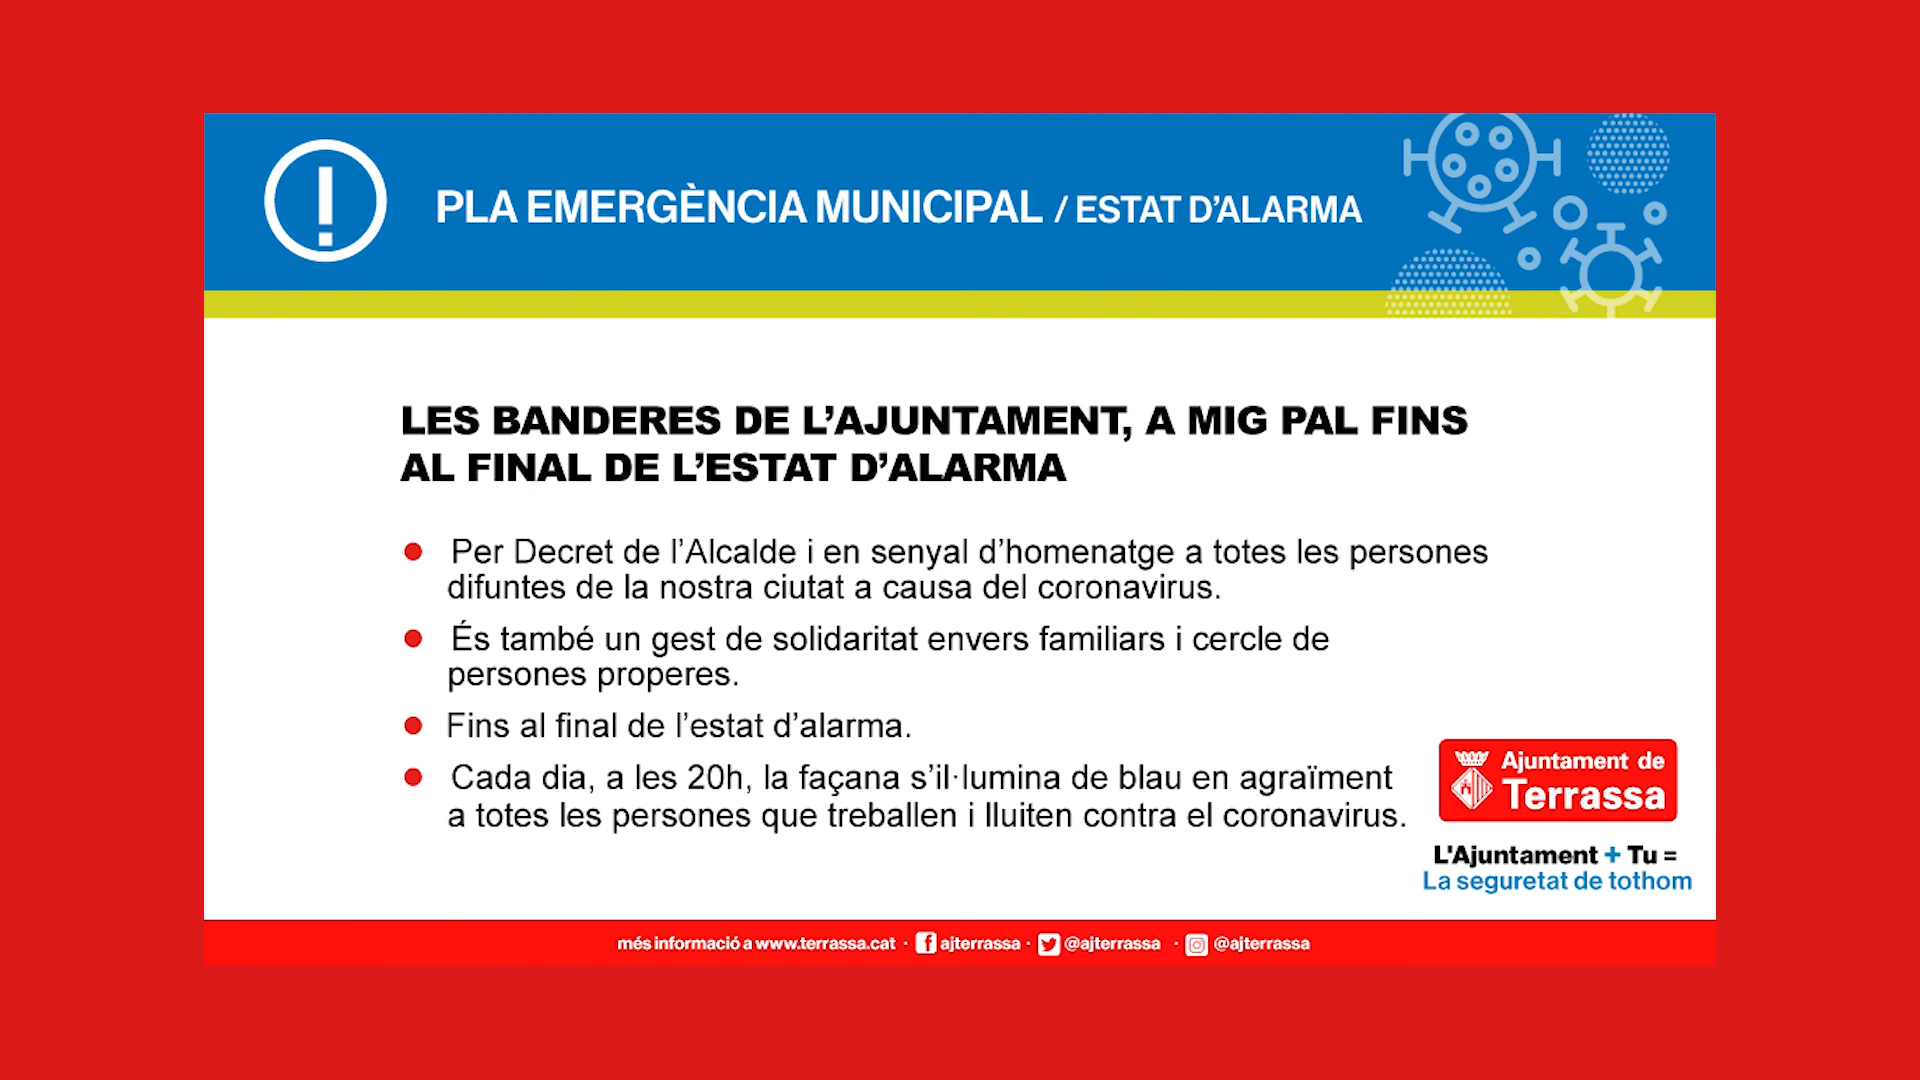 PLA EMERGÈNCIA MUNICIPAL / ESTAT D’ALARMA
LES BANDERES DE L’AJUNTAMENT, A MIG PAL FINS
AL FINAL DE L’ESTAT D’ALARMA
● Per Decret de l’Alcalde i en senyal d’homenatge a totes les persones
difuntes de la nostra ciutat a causa del coronavirus.
● És també un gest de solidaritat envers familiars i cercle de
persones properes.
● Fins al final de l’estat d’alarma.
● Cada dia, a les 20h, la façana s’il·lumina de blau en agraïment
a totes les persones que treballen i lluiten contra el coronavirus.
Ajuntament de
Terrassa
L'Ajuntament + Tu =
La seguretat de tothom
més informació a www.terrassa.cat · ajterrassa · @ajterrassa · @ajterrassa